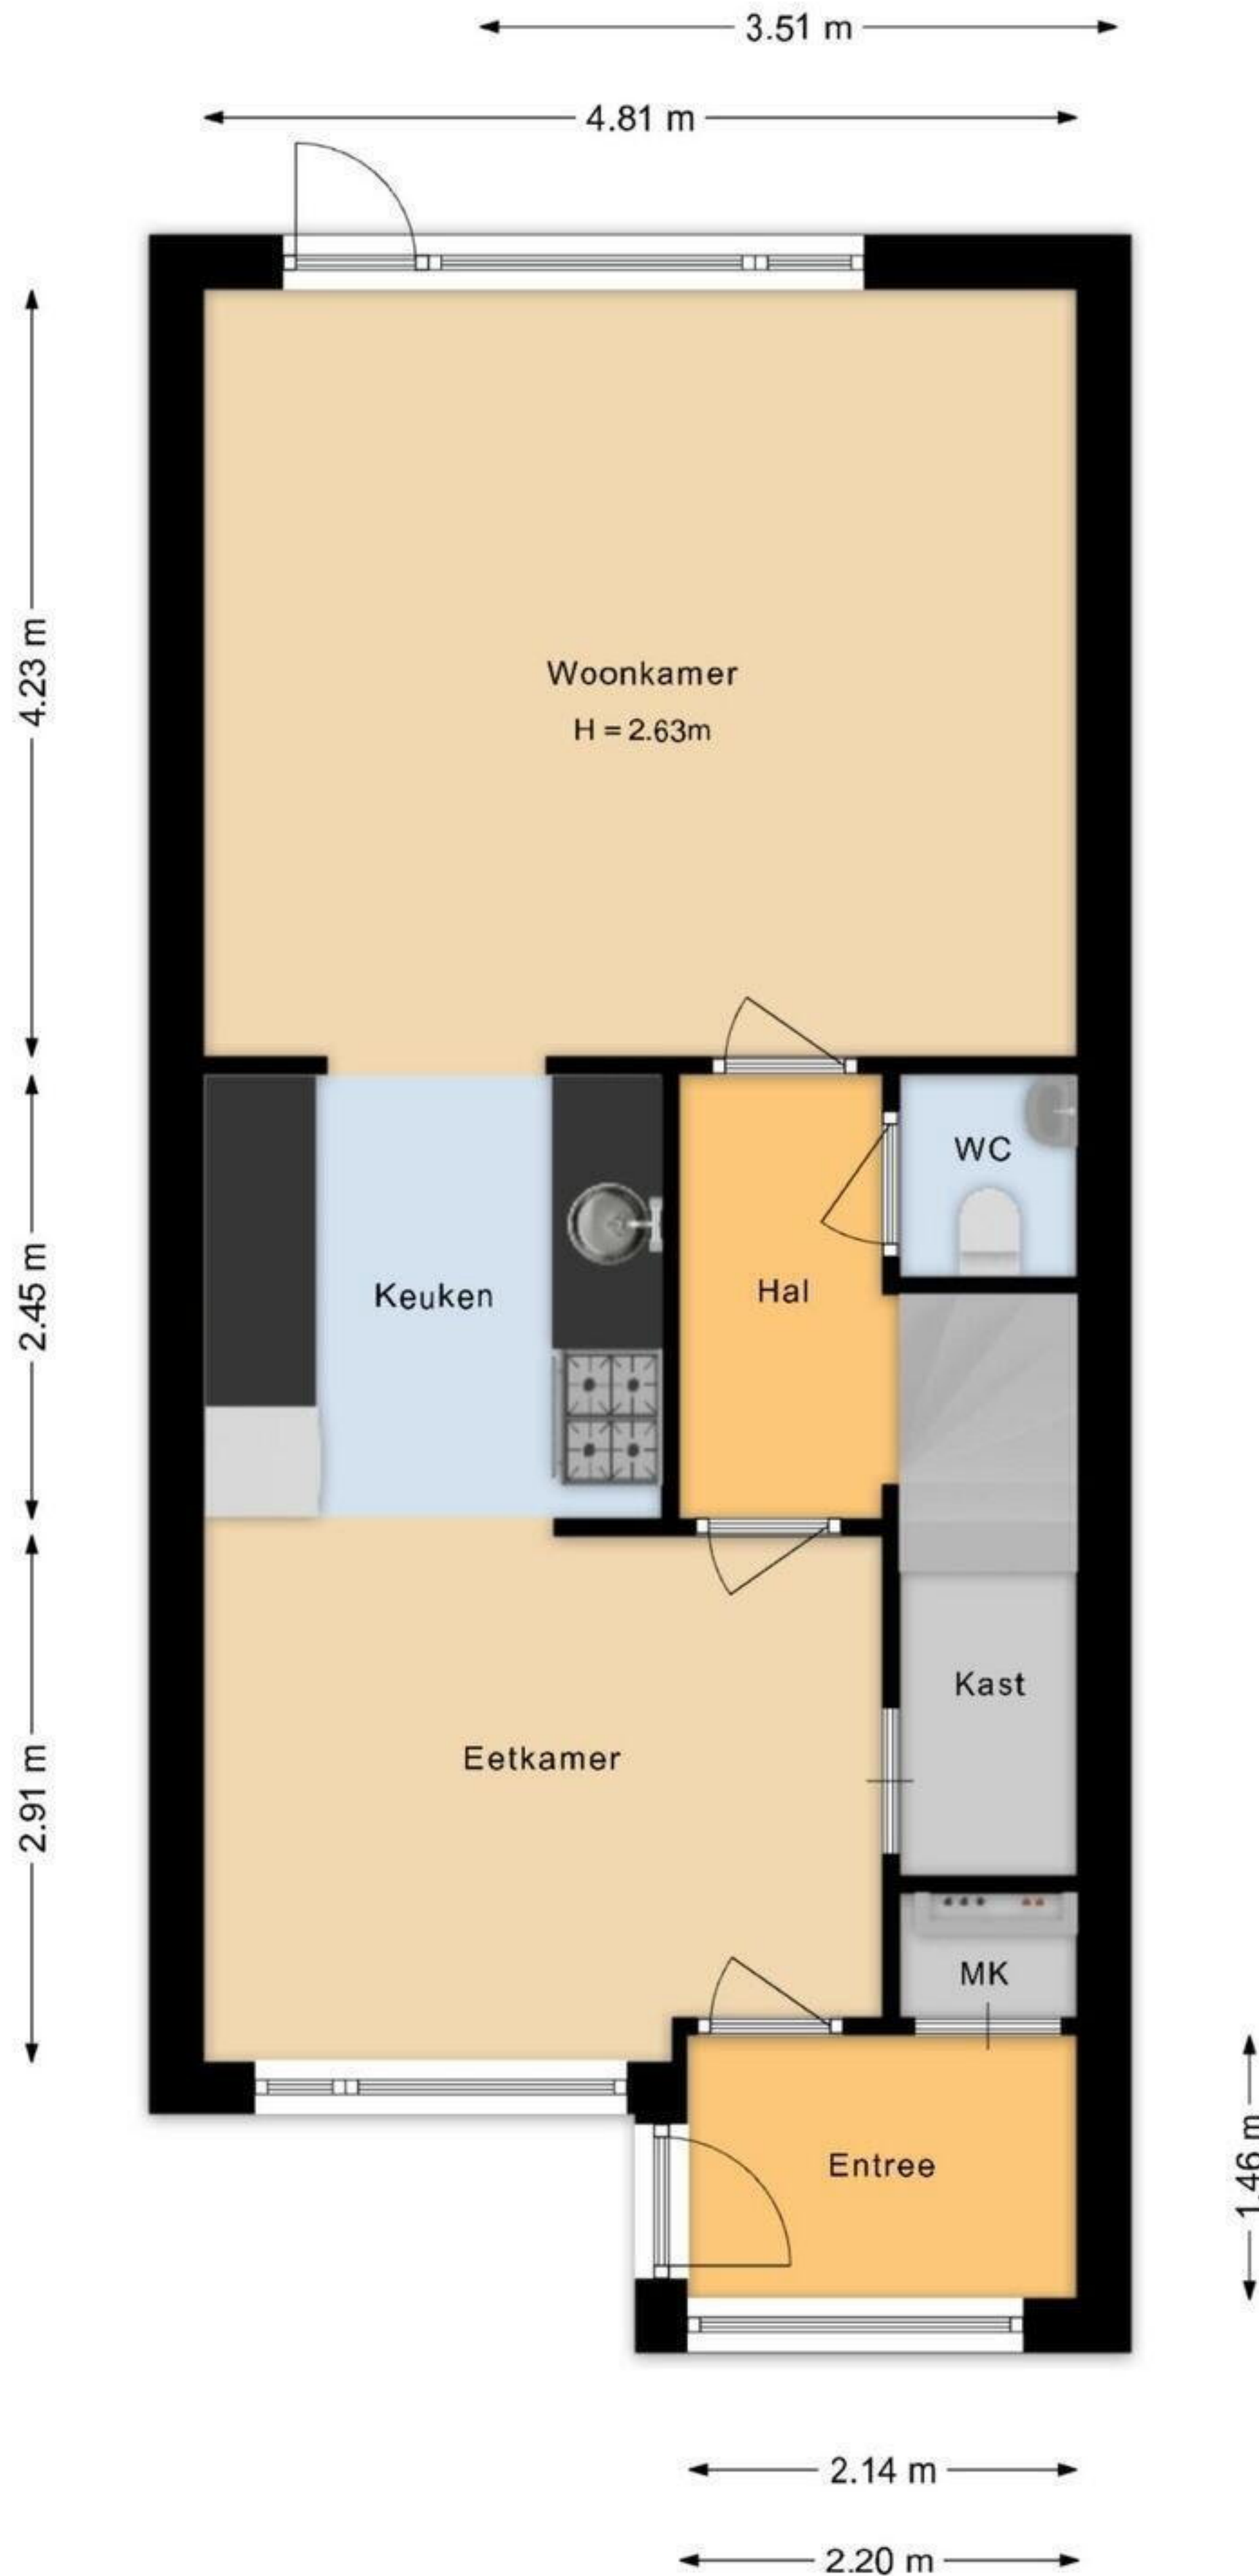 3.51 m
4.81 m
4.23 m
Woonkamer
H = 2.63m
WC
Hal
Keuken
2.45 m
Kast
Eetkamer
2.91 m
MK
Entree
1.46 m
2.14 m
2.20 m